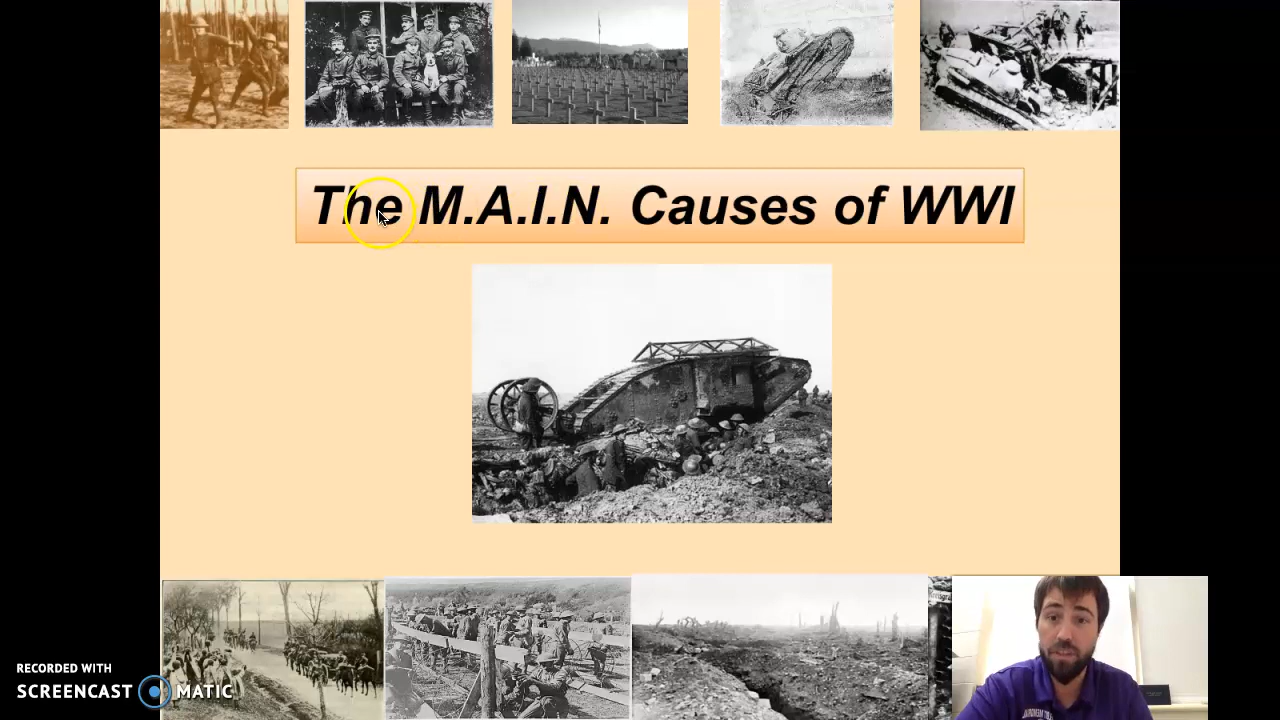 The M.A.I.N. Causes of WWI
RECORDED WITH
SCREENCAST MATIC